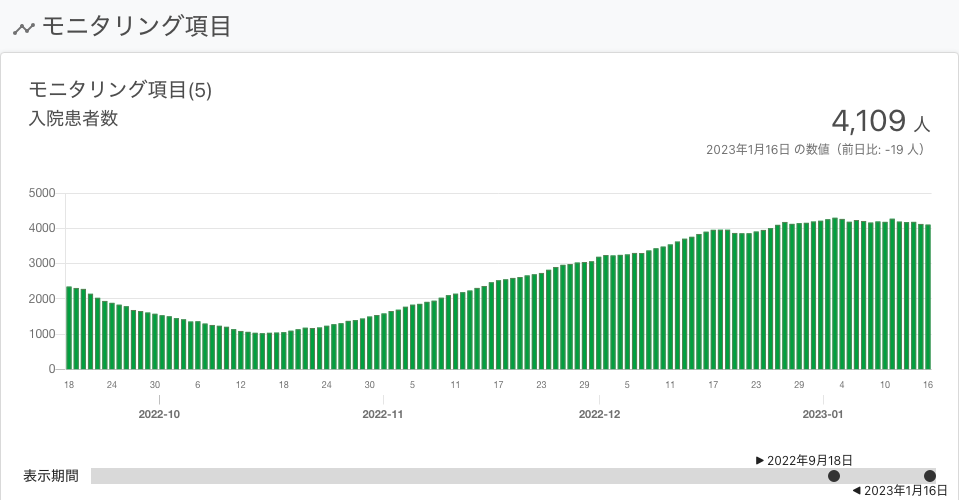 モニタリング項目
モニタリング項目(5)
入院患者数
4,109 人
2023年1月16日 の数値（前日比: -19 人）
5000
4000
3000
2000
1000
0
18 24 30 6 12 18 24 30 5 11 17 23 29 5 11 17 23 29 4 10 16
2022-10 2022-11 2022-12 2023-01
▶ 2022年9月18日
表示期間
◀ 2023年1月16日